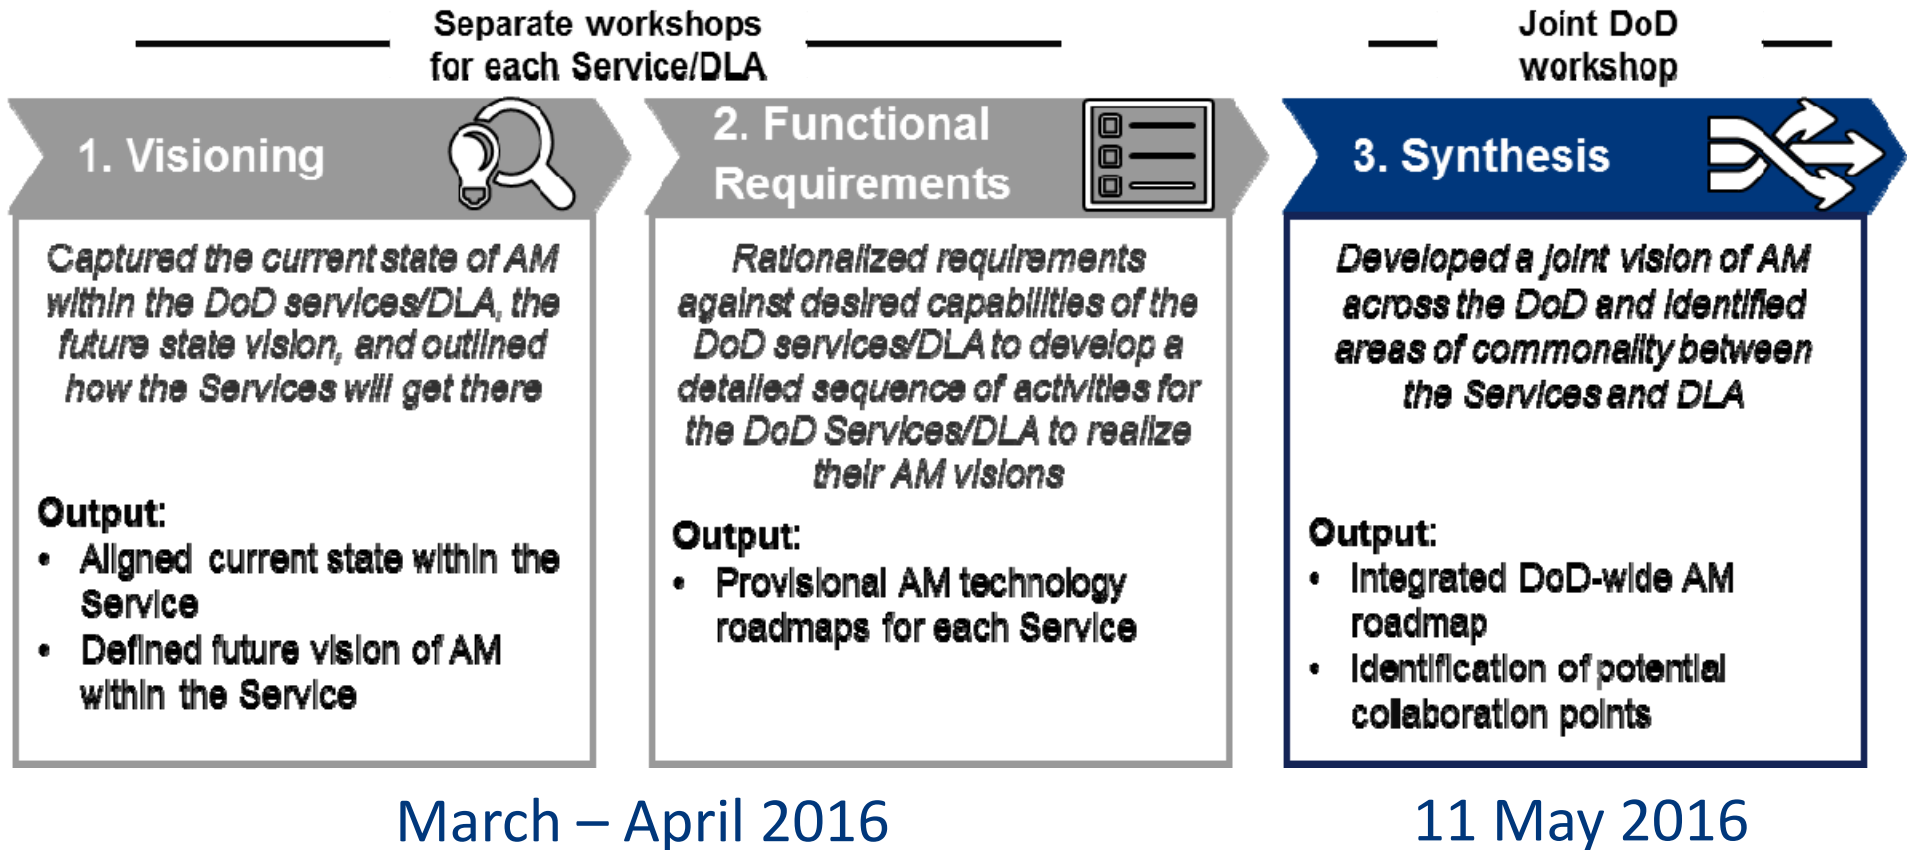 Separate workshops
for each Service/DLA
Joint DoD
workshop
1. Visioning
2. Functional
Requirements
3. Synthesis
Captured the current state of AM
within the DoD services/DLA, the
future state vision, and outlined
how the Services will get there
Output:
• Aligned current state within the
Service
• Defined future vision of AM
within the Service
Rationalized requirements
against desired capabilities of the
DoD services/DLA to develop a
detailed sequence of activities for
the DoD Services/DLA to realize
their AM visions
Output:
• Provisional AM technology
roadmaps for each Service
Developed a joint vision of AM
across the DoD and identified
areas of commonality between
the Services and DLA
Output:
• Integrated DoD-wide AM
roadmap
• Identification of potential
collaboration points
March – April 2016
11 May 2016